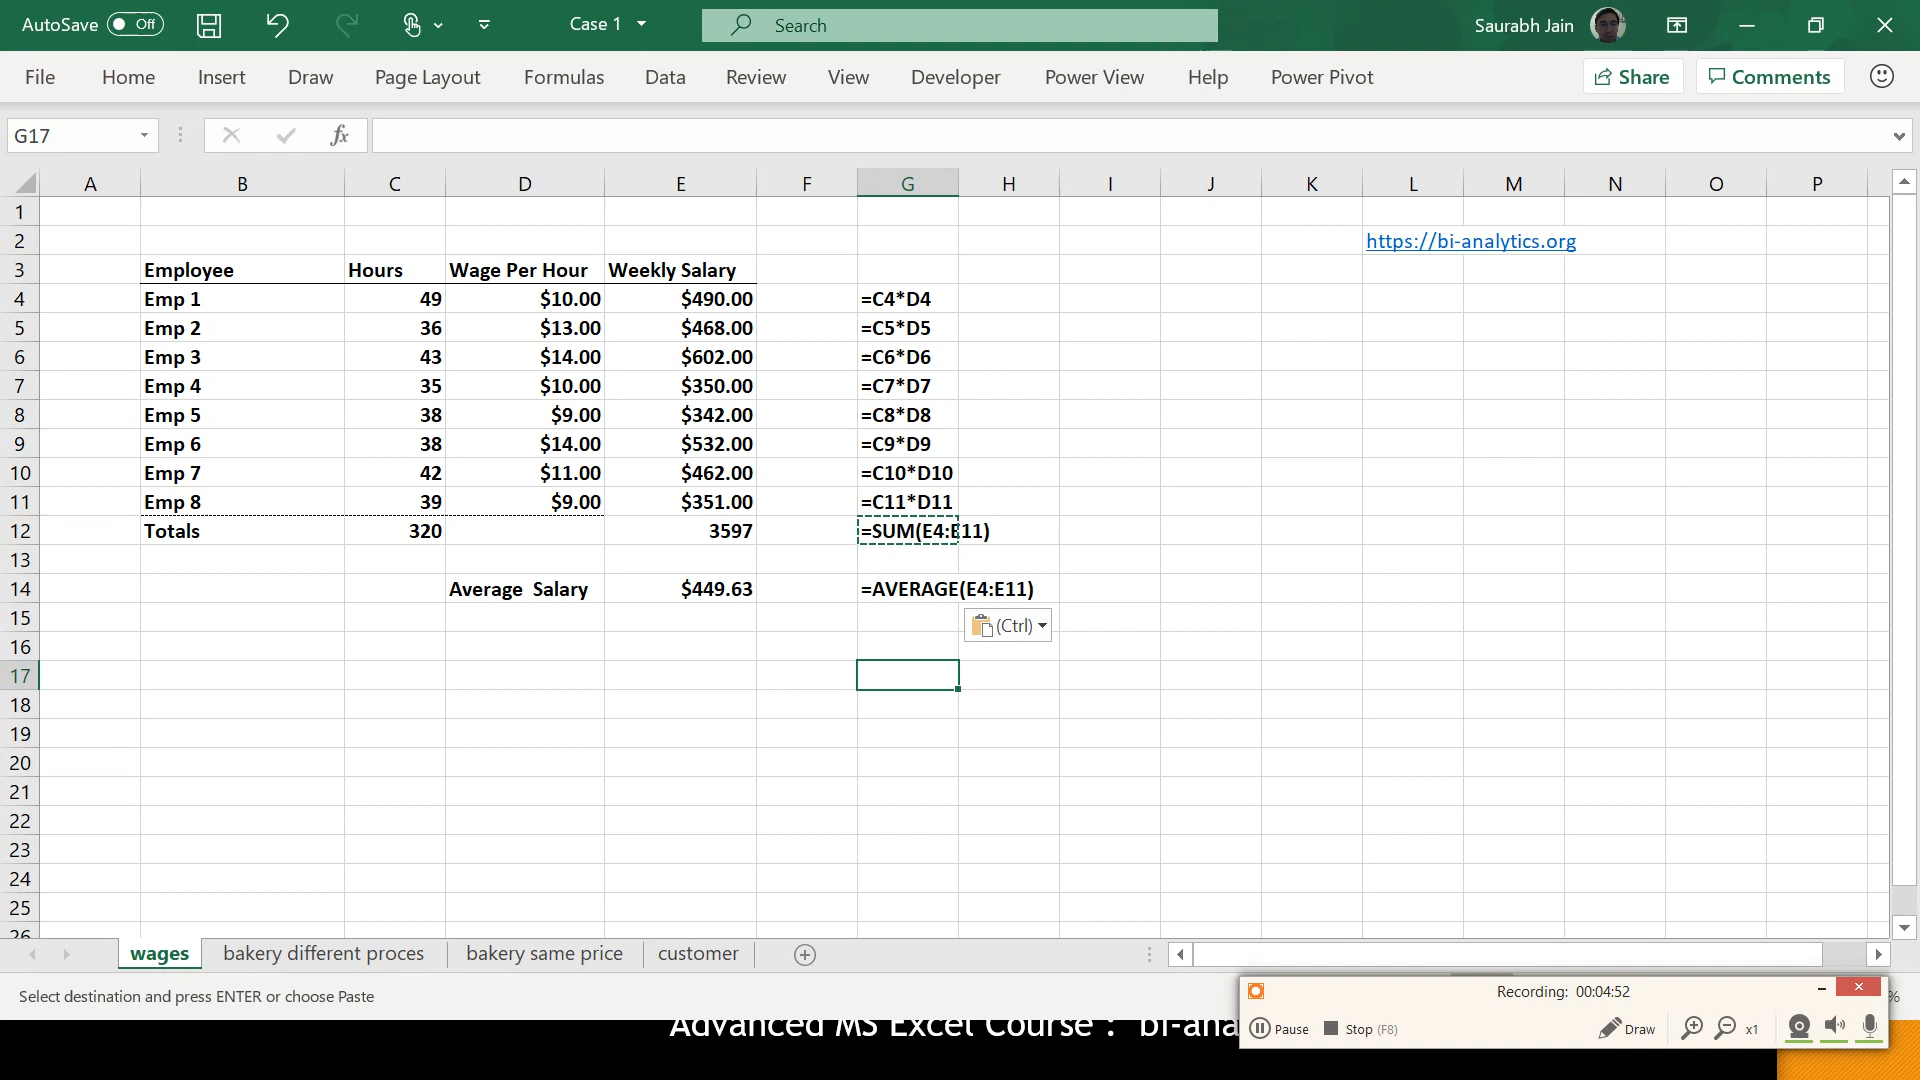 AutoSave Off Case 1 Search Saurabh Jain
File Home Insert Draw Page Layout Formulas Data Review View Developer Power View Help Power Pivot Share Comments
G17 fx
A B C D E F G H I J K L M N O P
1
2 https://bi-analytics.org
3 Employee Hours Wage Per Hour Weekly Salary
4 Emp 1 49 $10.00 $490.00 =C4*D4
5 Emp 2 36 $13.00 $468.00 =C5*D5
6 Emp 3 43 $14.00 $602.00 =C6*D6
7 Emp 4 35 $10.00 $350.00 =C7*D7
8 Emp 5 38 $9.00 $342.00 =C8*D8
9 Emp 6 38 $14.00 $532.00 =C9*D9
10 Emp 7 42 $11.00 $462.00 =C10*D10
11 Emp 8 39 $9.00 $351.00 =C11*D11
12 Totals 320 3597 =SUM(E4:E11)
13
14 Average Salary $449.63 =AVERAGE(E4:E11)
15 (Ctrl)
16
17
18
19
20
21
22
23
24
25
26
wages bakery different proces bakery same price customer
Select destination and press ENTER or choose Paste Recording: 00:04:52 %
Advanced MS Excel Course : bi-ana Pause Stop (F8) Draw x1